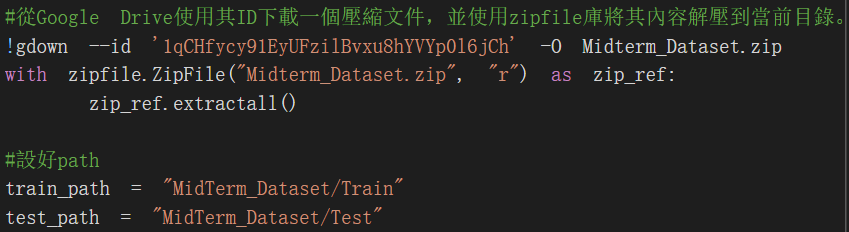 #從Google Drive使用其ID下載一個壓縮文件，並使用zipfile庫將其內容解壓到當前目錄。
!gdown --id '1qCHfycy91EyUFzilBvxu8hYVYp0l6jCh' -O Midterm_Dataset.zip
with zipfile.ZipFile("Midterm_Dataset.zip", "r") as zip_ref:
zip_ref.extractall()
#設好path
train_path = "MidTerm_Dataset/Train"
test_path = "MidTerm_Dataset/Test"